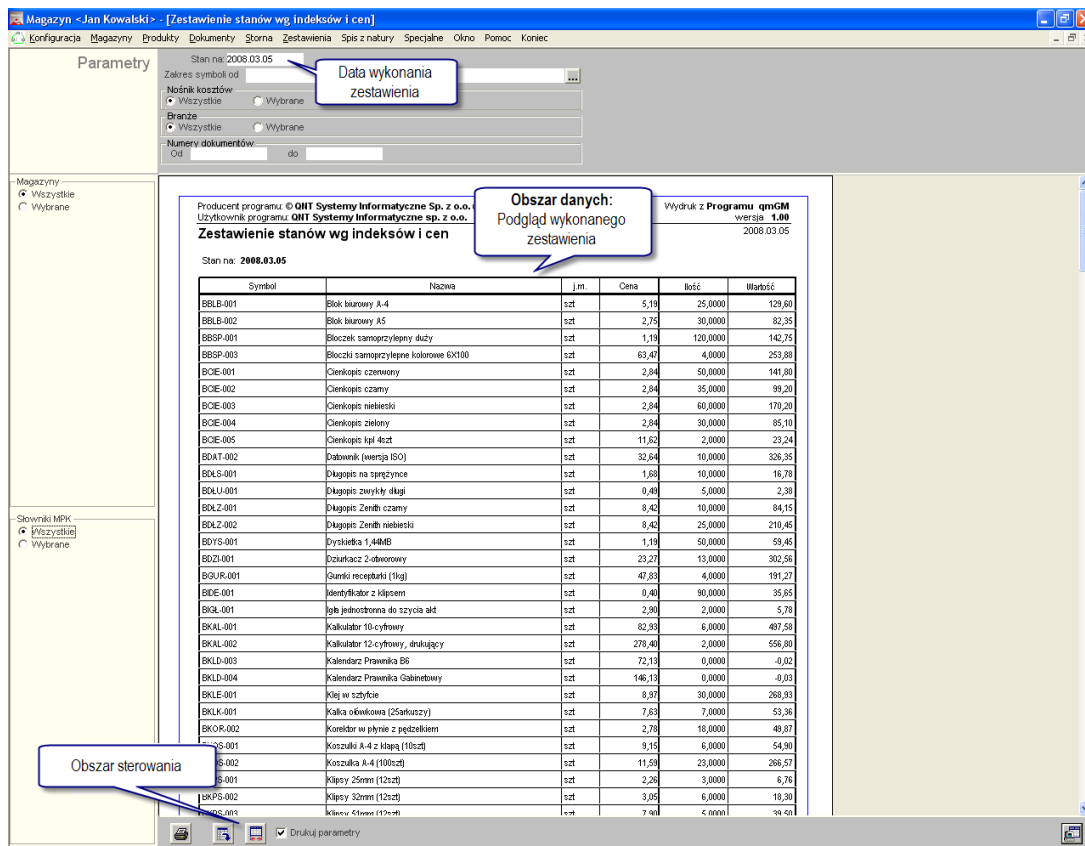 Magazyn <Jan Kowalski> - [Zestawienie stanów wg indeksów i cen]
Konfiguracja Magazyny Produkty Dokumenty Storna Zestawienia Spis z natury Specjalne Okno Pomoc Koniec
Parametry
Stan na: 2008.03.05
Zakres symboli od
...
Nośnik kosztów
Wszystkie Wybrane
Branże
Wszystkie Wybrane
Numery dokumentów
Od do
Data wykonania
zestawienia
Magazyny
Wszystkie
Wybrane
Słowniki MPK
Wszystkie
Wybrane
Producent programu: © QNT Systemy Informatyczne Sp. z o.o.
Wydruk z Programu qmGM
Użytkownik programu: QNT Systemy Informatyczne sp. z o.o.
wersja 1.00
Zestawienie stanów wg indeksów i cen
2008.03.05
Obszar danych:
Podgląd wykonanego
zestawienia
Stan na: 2008.03.05
Symbol Nazwa j.m. Cena Ilość Wartość
BBLB-001 Blok biurowy A-4 szt 5,19 25,0000 129,60
BBLB-002 Blok biurowy A5 szt 2,75 30,0000 82,35
BBSP-001 Bloczek samoprzylepny duży szt 1,19 120,0000 142,75
BBSP-003 Bloczki samoprzylepne kolorowe 6X100 szt 63,47 4,0000 253,88
BCIE-001 Cienkopis czerwony szt 2,84 50,0000 141,80
BCIE-002 Cienkopis czarny szt 2,84 35,0000 99,20
BCIE-003 Cienkopis niebieski szt 2,84 60,0000 170,20
BCIE-004 Cienkopis zielony szt 2,84 30,0000 85,10
BCIE-005 Cienkopis kpl 4szt szt 11,62 2,0000 23,24
BDAT-002 Datownik (wersja ISO) szt 32,64 10,0000 326,35
BDŁS-001 Długopis na sprężynce szt 1,68 10,0000 16,78
BDŁU-001 Długopis zwykły długi szt 0,49 5,0000 2,38
BDŁZ-001 Długopis Zenith czarny szt 8,42 10,0000 84,15
BDŁZ-002 Długopis Zenith niebieski szt 8,42 25,0000 210,45
BDYS-001 Dyskietka 1,44MB szt 1,19 50,0000 59,45
BDZI-001 Dziurkacz 2-otworowy szt 23,27 13,0000 302,56
BGUR-001 Gumki recepturki (1kg) szt 47,83 4,0000 191,27
BIDE-001 Identyfikator z klipsem szt 0,40 90,0000 35,65
BIGŁ-001 Igła jednostronna do szycia akt szt 2,90 2,0000 5,78
BKAL-001 Kalkulator 10-cyfrowy szt 82,93 6,0000 497,58
BKAL-002 Kalkulator 12-cyfrowy, drukujący szt 278,40 2,0000 556,80
BKLD-003 Kalendarz Prawnika B6 szt 72,13 0,0000 -0,02
BKLD-004 Kalendarz Prawnika Gabinetowy szt 146,13 0,0000 -0,03
BKLE-001 Klej w sztyfcie szt 8,97 30,0000 268,93
BKLK-001 Kalka ołówkowa (25arkuszy) szt 7,63 7,0000 53,36
BKOR-002 Korektor w płynie z pędzelkiem szt 2,78 18,0000 49,87
S-001 Koszulki A-4 z klapą (10szt) szt 9,15 6,0000 54,90
S-002 Koszulka A-4 (100szt) szt 11,59 23,0000 266,57
S-001 Klipsy 25mm (12szt) szt 2,26 3,0000 6,76
BKPS-002 Klipsy 32mm (12szt) szt 3,05 6,0000 18,30
BKPS-003 Klipsy 51mm (12szt) szt 7,90 5,0000 39,50
Obszar sterowania
Drukuj parametry